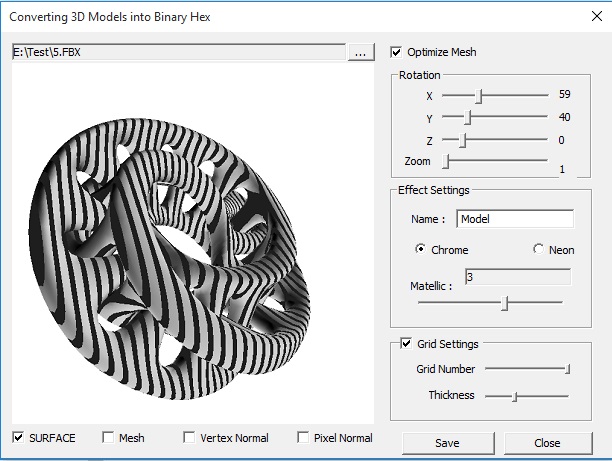 Converting 3D Models into Binary Hex
E:\Test\5.FBX
...
Optimize Mesh
Rotation
X 59
Y 40
Z 0
Zoom 1
Effect Settings
Name : Model
Chrome Neon
Matellic : 3
Grid Settings
Grid Number
Thickness
SURFACE Mesh Vertex Normal Pixel Normal
Save Close